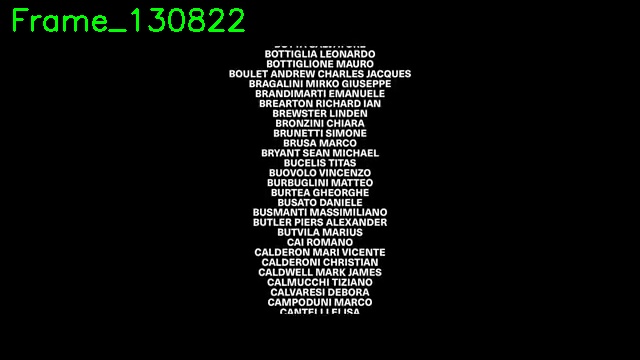 Frame_130822
BOTTIGLIA LEONARDO
BOTTIGLIONE MAURO
BOULET ANDREW CHARLES JACQUES
BRAGALINI MIRKO GIUSEPPE
BRANDIMARTI EMANUELE
BREARTON RICHARD IAN
BREWSTER LINDEN
BRONZINI CHIARA
BRUNETTI SIMONE
BRUSA MARCO
BRYANT SEAN MICHAEL
BUCELIS TITAS
BUOVOLO VINCENZO
BURBUGLINI MATTEO
BURTEA GHEORGHE
BUSATO DANIELE
BUSMANTI MASSIMILIANO
BUTLER PIERS ALEXANDER
BUTVILA MARIUS
CAI ROMANO
CALDERON MARI VICENTE
CALDERONI CHRISTIAN
CALDWELL MARK JAMES
CALMUCCHI TIZIANO
CALVARESI DEBORA
CAMPODUNI MARCO
CANTELLI ELISA